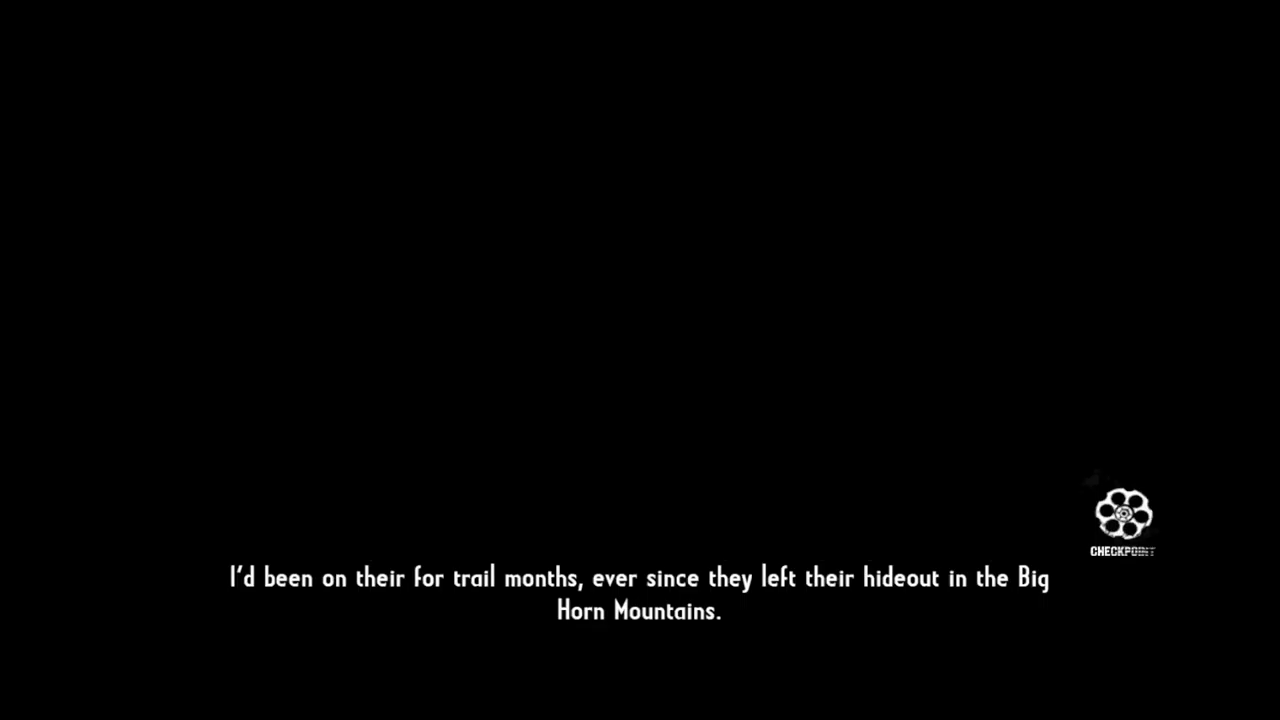 CHECKPOINT
I'd been on their for trail months, ever since they left their hideout in the Big
Horn Mountains.